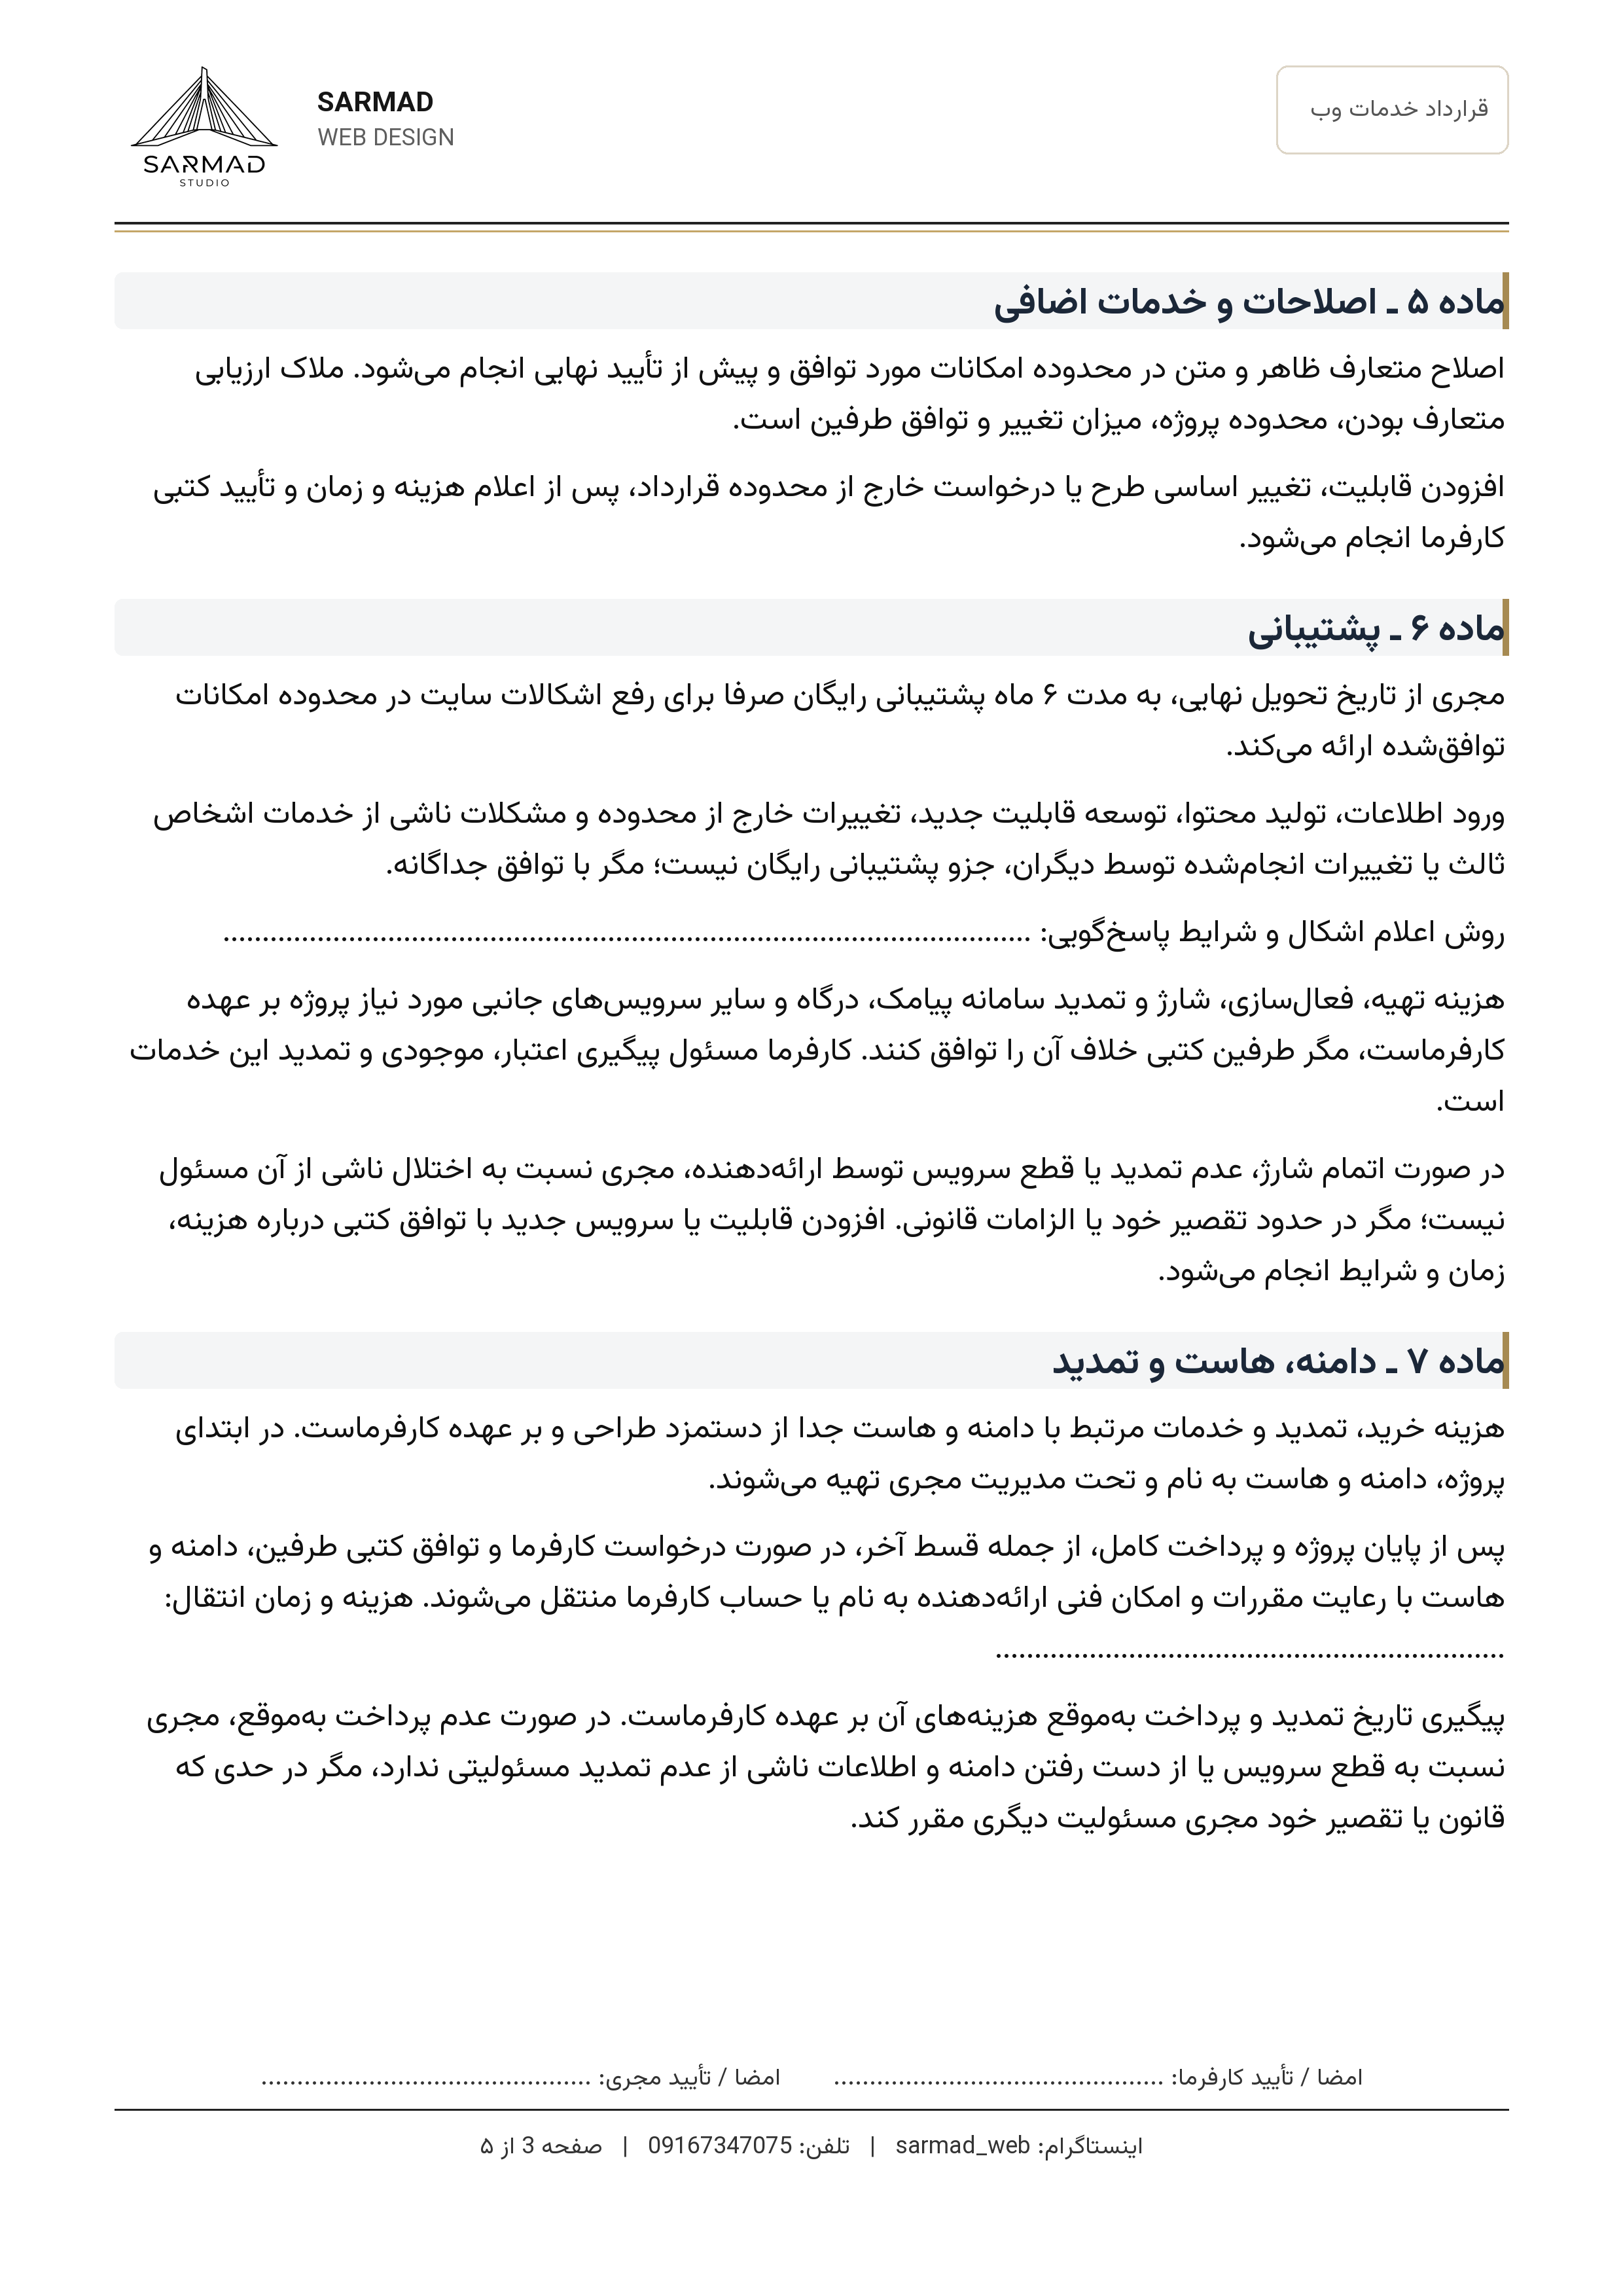 SARMAD
STUDIO
SARMAD
WEB DESIGN
قرارداد خدمات وب
ماده ۵ ـ اصلاحات و خدمات اضافی
اصلاح متعارف ظاهر و متن در محدوده امکانات مورد توافق و پیش از تأیید نهایی انجام می‌شود. ملاک ارزیابی
متعارف بودن، محدوده پروژه، میزان تغییر و توافق طرفین است.
افزودن قابلیت، تغییر اساسی طرح یا درخواست خارج از محدوده قرارداد، پس از اعلام هزینه و زمان و تأیید کتبی
کارفرما انجام می‌شود.
ماده ۶ ـ پشتیبانی
مجری از تاریخ تحویل نهایی، به مدت ۶ ماه پشتیبانی رایگان صرفا برای رفع اشکالات سایت در محدوده امکانات
توافق‌شده ارائه می‌کند.
ورود اطلاعات، تولید محتوا، توسعه قابلیت جدید، تغییرات خارج از محدوده و مشکلات ناشی از خدمات اشخاص
ثالث یا تغییرات انجام‌شده توسط دیگران، جزو پشتیبانی رایگان نیست؛ مگر با توافق جداگانه.
روش اعلام اشکال و شرایط پاسخ‌گویی: ........................................................................................................
هزینه تهیه، فعال‌سازی، شارژ و تمدید سامانه پیامک، درگاه و سایر سرویس‌های جانبی مورد نیاز پروژه بر عهده
کارفرماست، مگر طرفین کتبی خلاف آن را توافق کنند. کارفرما مسئول پیگیری اعتبار، موجودی و تمدید این خدمات
است.
در صورت اتمام شارژ، عدم تمدید یا قطع سرویس توسط ارائه‌دهنده، مجری نسبت به اختلال ناشی از آن مسئول
نیست؛ مگر در حدود تقصیر خود یا الزامات قانونی. افزودن قابلیت یا سرویس جدید با توافق کتبی درباره هزینه،
زمان و شرایط انجام می‌شود.
ماده ۷ ـ دامنه، هاست و تمدید
هزینه خرید، تمدید و خدمات مرتبط با دامنه و هاست جدا از دستمزد طراحی و بر عهده کارفرماست. در ابتدای
پروژه، دامنه و هاست به نام و تحت مدیریت مجری تهیه می‌شوند.
پس از پایان پروژه و پرداخت کامل، از جمله قسط آخر، در صورت درخواست کارفرما و توافق کتبی طرفین، دامنه و
هاست با رعایت مقررات و امکان فنی ارائه‌دهنده به نام یا حساب کارفرما منتقل می‌شوند. هزینه و زمان انتقال:
.................................................................
پیگیری تاریخ تمدید و پرداخت به‌موقع هزینه‌های آن بر عهده کارفرماست. در صورت عدم پرداخت به‌موقع، مجری
نسبت به قطع سرویس یا از دست رفتن دامنه و اطلاعات ناشی از عدم تمدید مسئولیتی ندارد، مگر در حدی که
قانون یا تقصیر خود مجری مسئولیت دیگری مقرر کند.
امضا / تأیید کارفرما: .............................................. امضا / تأیید مجری: ..............................................
اینستاگرام: sarmad_web | تلفن: 09167347075 | صفحه 3 از ۵